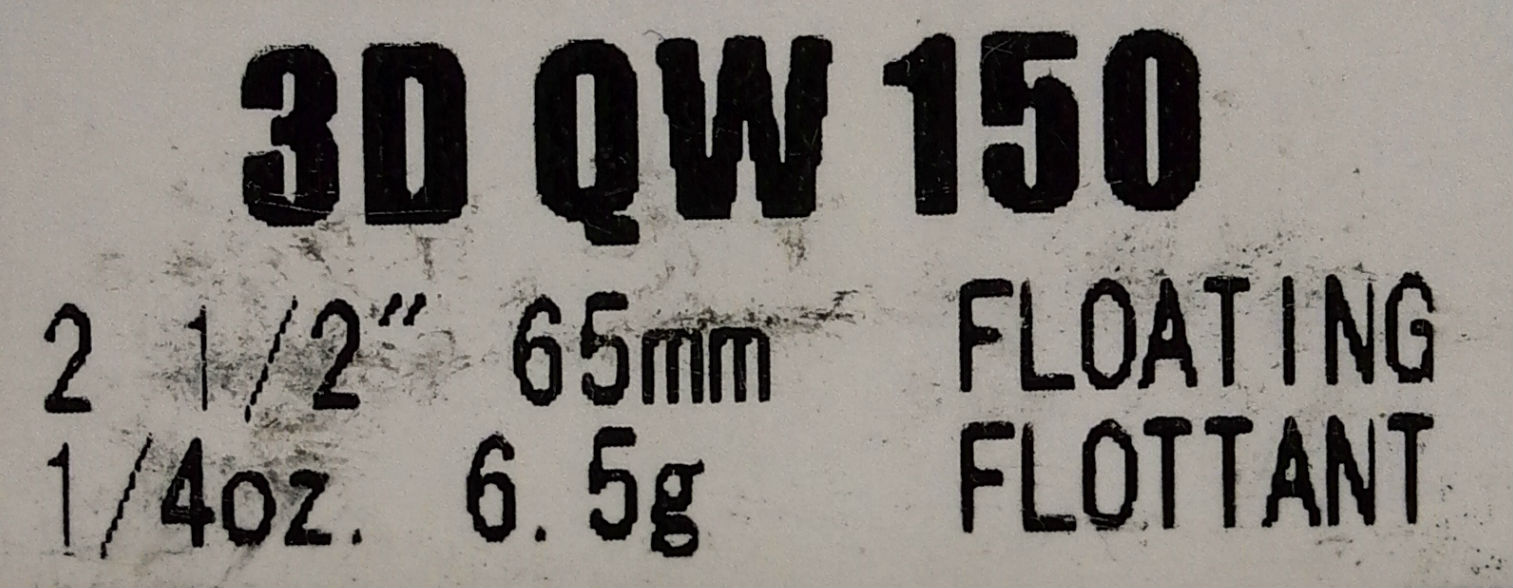 3D QW 150
2 1/2" 65mm FLOATING
1/4oz. 6.5g FLOTTANT